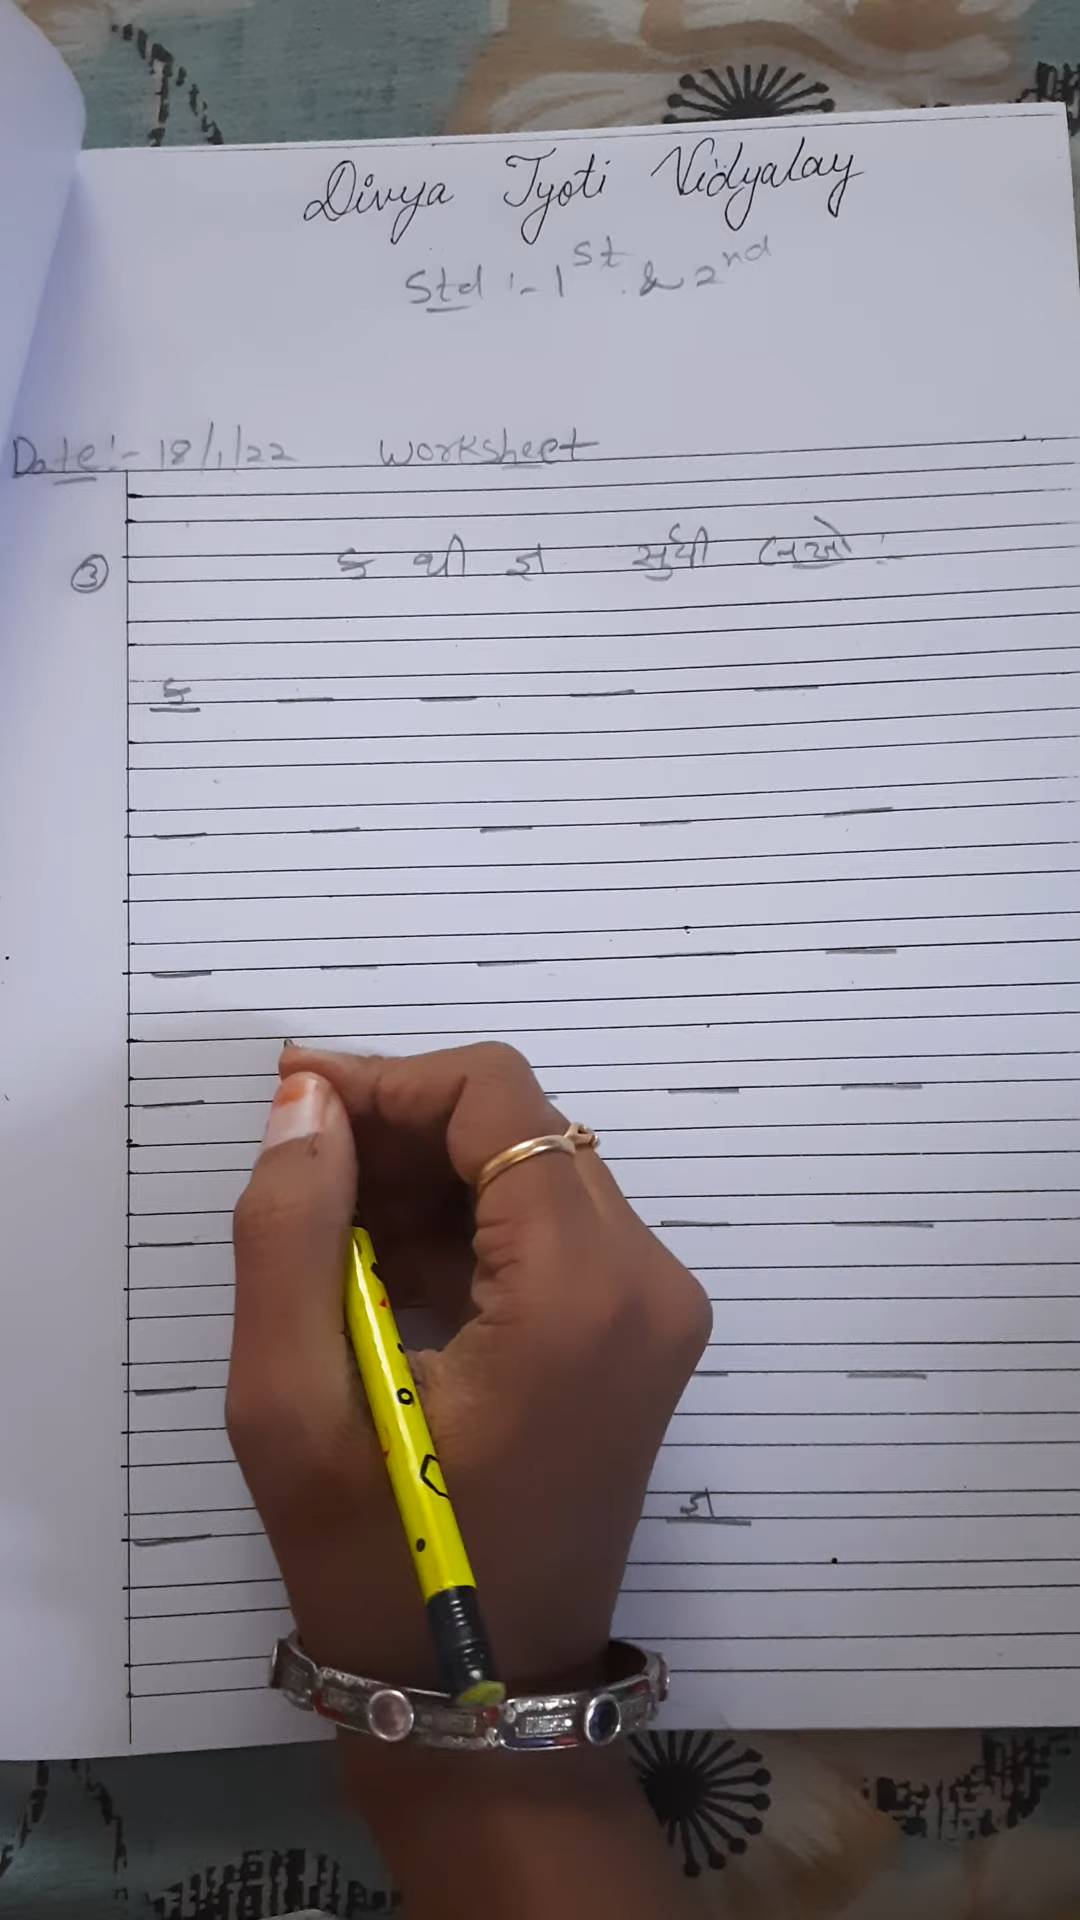 Divya Jyoti Vidyalay
Std :- 1st & 2nd
Date :- 18/1/22 Worksheet
③ ક થી જ્ઞ સુધી લખો :-
ક
જ્ઞ